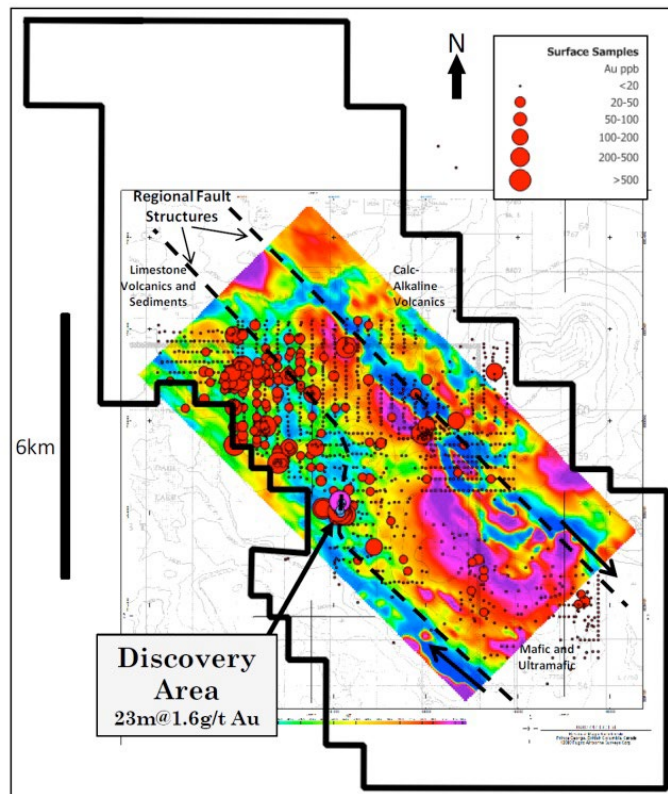 N
Surface Samples
Au ppb
<20
20-50
50-100
100-200
200-500
>500
Regional Fault
Structures
Limestone
Volcanics and
Sediments
Calc-
Alkaline
Volcanics
6km
Mafic and
Ultramafic
Discovery
Area
23m@1.6g/t Au